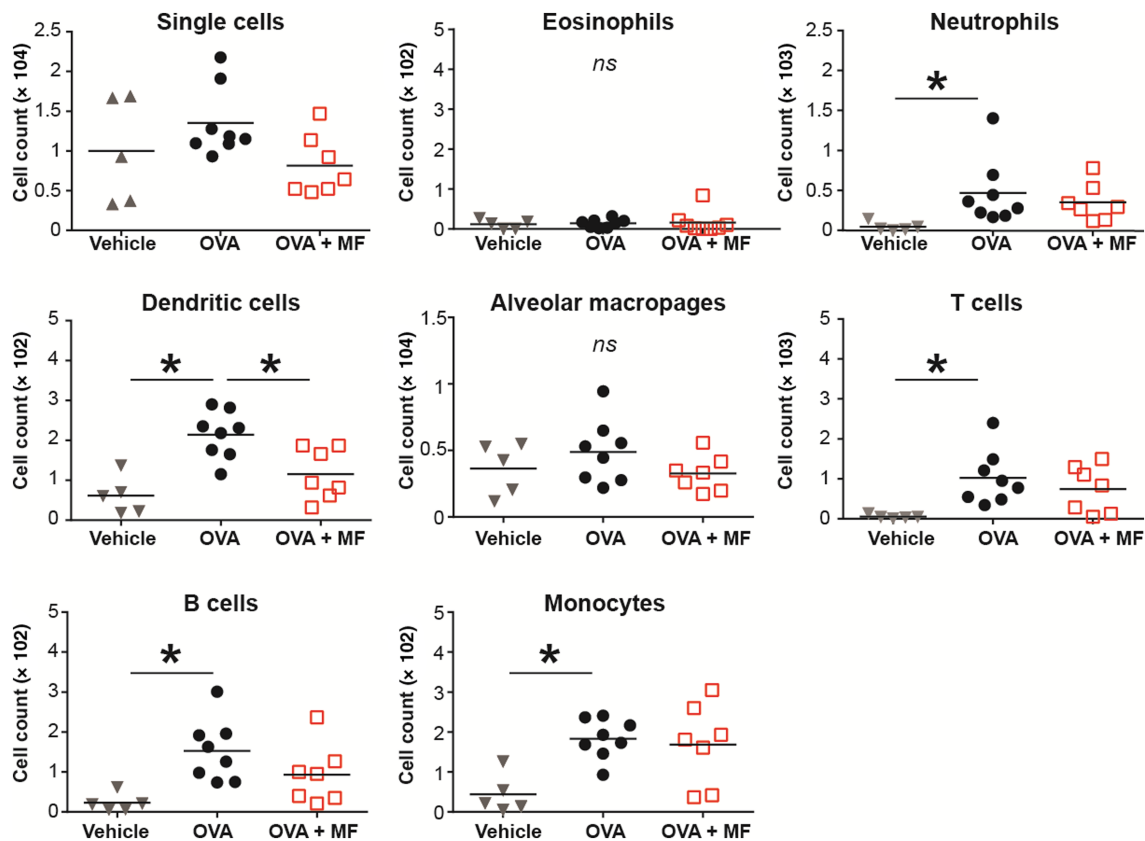 Single cells
Cell count (× 104)
2.5
2
1.5
1
0.5
0
Vehicle OVA OVA + MF
Eosinophils
Cell count (× 102)
5
4
3
2
1
0
ns
Vehicle OVA OVA + MF
Neutrophils
Cell count (× 103)
2.5
2
1.5
1
0.5
0
*
Vehicle OVA OVA + MF
Dendritic cells
Cell count (× 102)
5
4
3
2
1
0
* *
Vehicle OVA OVA + MF
Alveolar macropages
Cell count (× 104)
1.5
1
0.5
0
ns
Vehicle OVA OVA + MF
T cells
Cell count (× 103)
5
4
3
2
1
0
*
Vehicle OVA OVA + MF
B cells
Cell count (× 102)
5
4
3
2
1
0
*
Vehicle OVA OVA + MF
Monocytes
Cell count (× 102)
5
4
3
2
1
0
*
Vehicle OVA OVA + MF